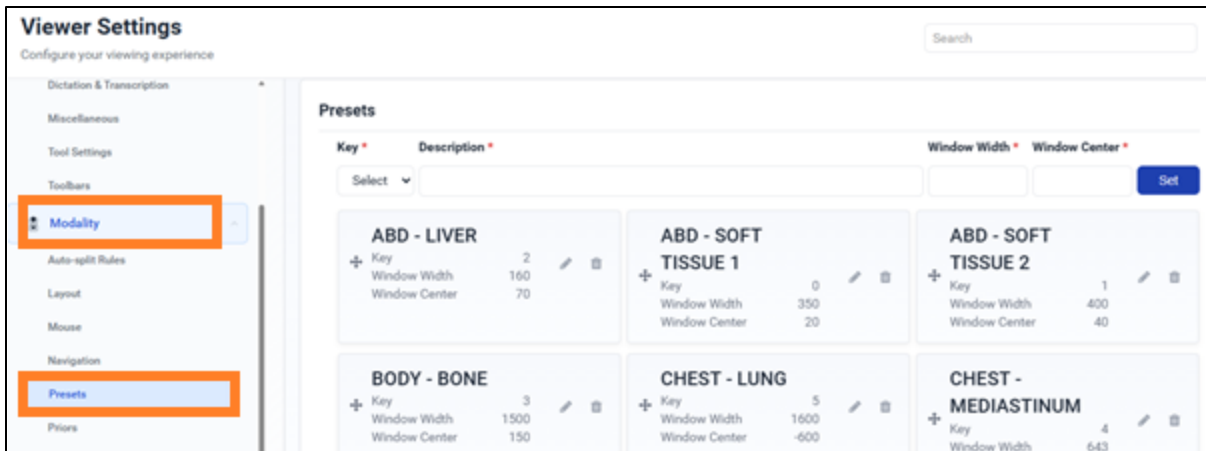 Viewer Settings
Configure your viewing experience
Search
Dictation & Transcription
Miscellaneous
Tool Settings
Toolbars
Modality
Auto-split Rules
Layout
Mouse
Navigation
Presets
Priors
Presets
Key * Description * Window Width * Window Center *
Select Set
ABD - LIVER
Key 2
Window Width 160
Window Center 70
ABD - SOFT
TISSUE 1
Key 0
Window Width 350
Window Center 20
ABD - SOFT
TISSUE 2
Key 1
Window Width 400
Window Center 40
BODY - BONE
Key 3
Window Width 1500
Window Center 150
CHEST - LUNG
Key 5
Window Width 1600
Window Center -600
CHEST -
MEDIASTINUM
Key 4
Window Width 643